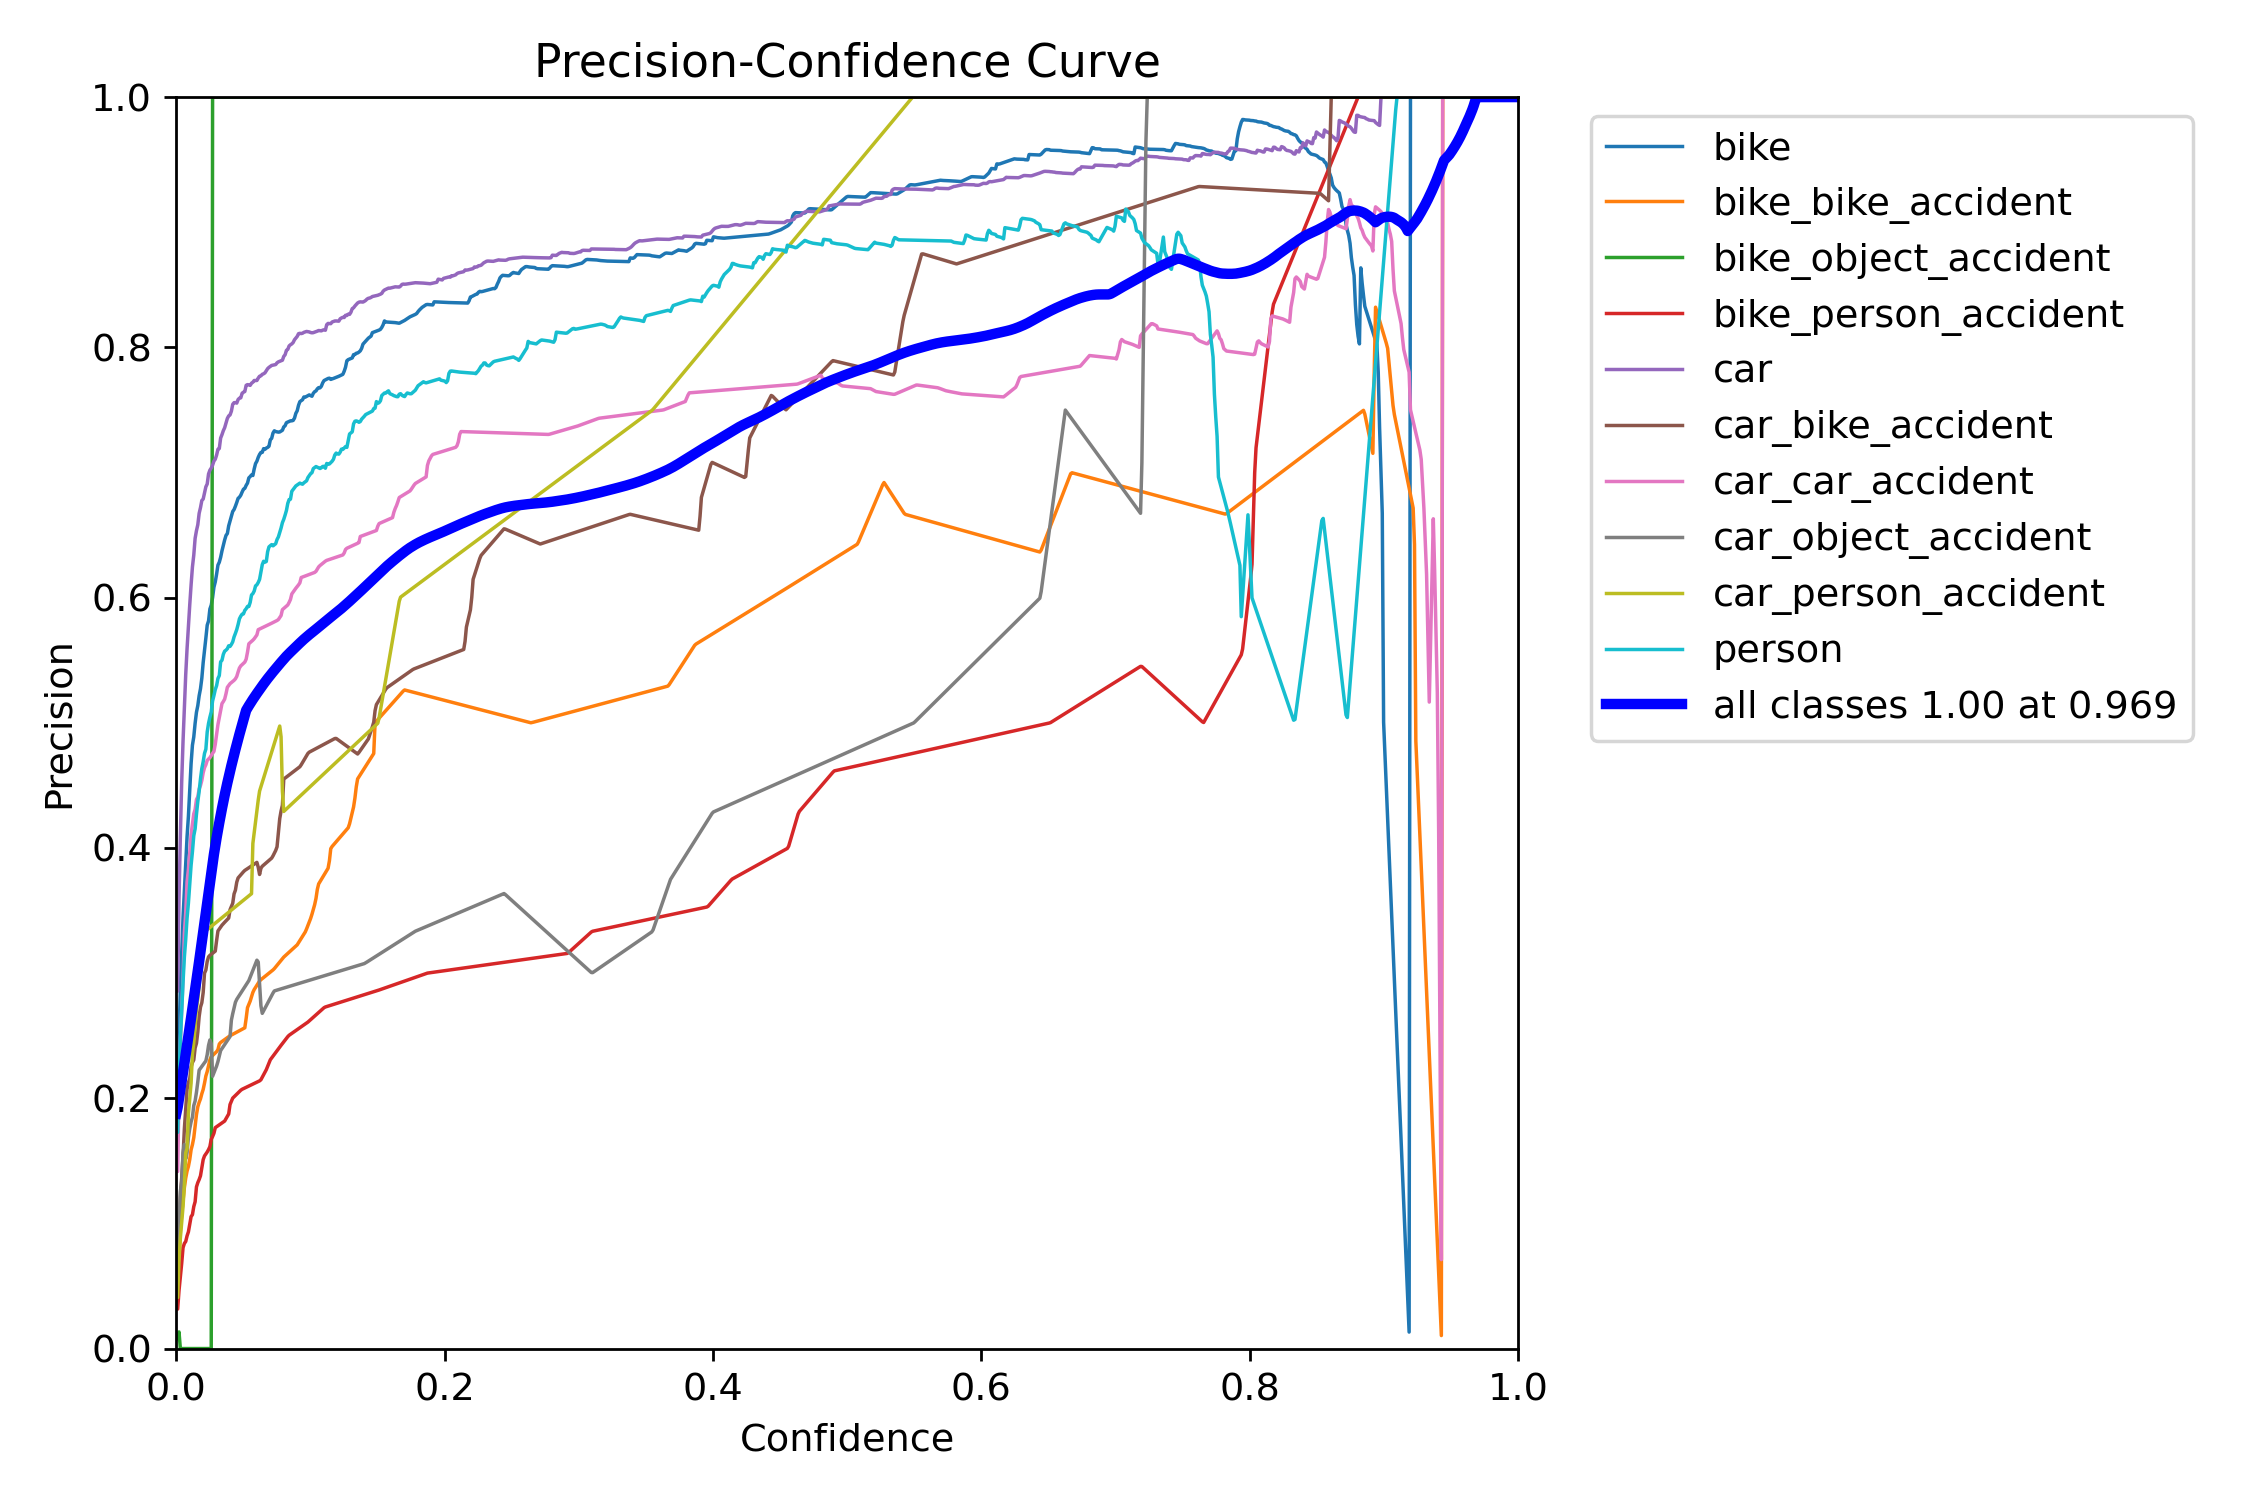 Precision-Confidence Curve
1.0
0.8
0.6
0.4
0.2
0.0
Precision
0.0 0.2 0.4 0.6 0.8 1.0
Confidence
bike
bike_bike_accident
bike_object_accident
bike_person_accident
car
car_bike_accident
car_car_accident
car_object_accident
car_person_accident
person
all classes 1.00 at 0.969